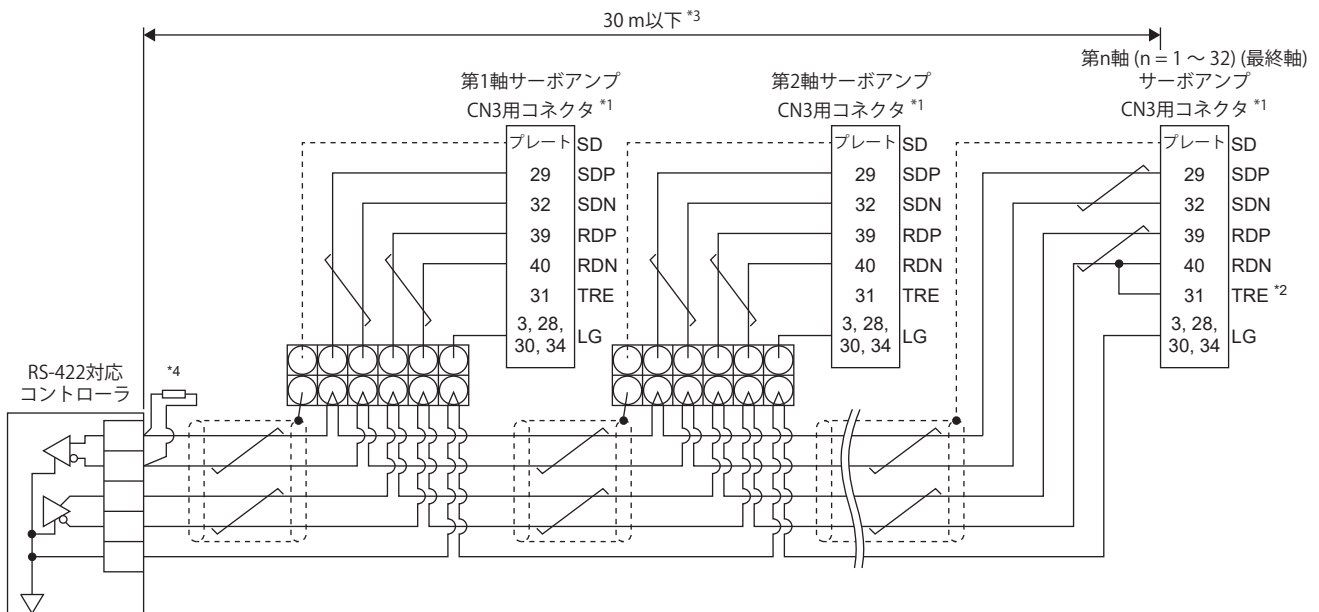 30 m以下 *3
第1軸サーボアンプ
CN3用コネクタ *1
プレート SD
29 SDP
32 SDN
39 RDP
40 RDN
31 TRE
3, 28,
30, 34 LG
第2軸サーボアンプ
CN3用コネクタ *1
プレート SD
29 SDP
32 SDN
39 RDP
40 RDN
31 TRE
3, 28,
30, 34 LG
第n軸 (n = 1 ～ 32) (最終軸)
サーボアンプ
CN3用コネクタ *1
プレート SD
29 SDP
32 SDN
39 RDP
40 RDN
31 TRE *2
3, 28,
30, 34 LG
RS-422対応
コントローラ
*4